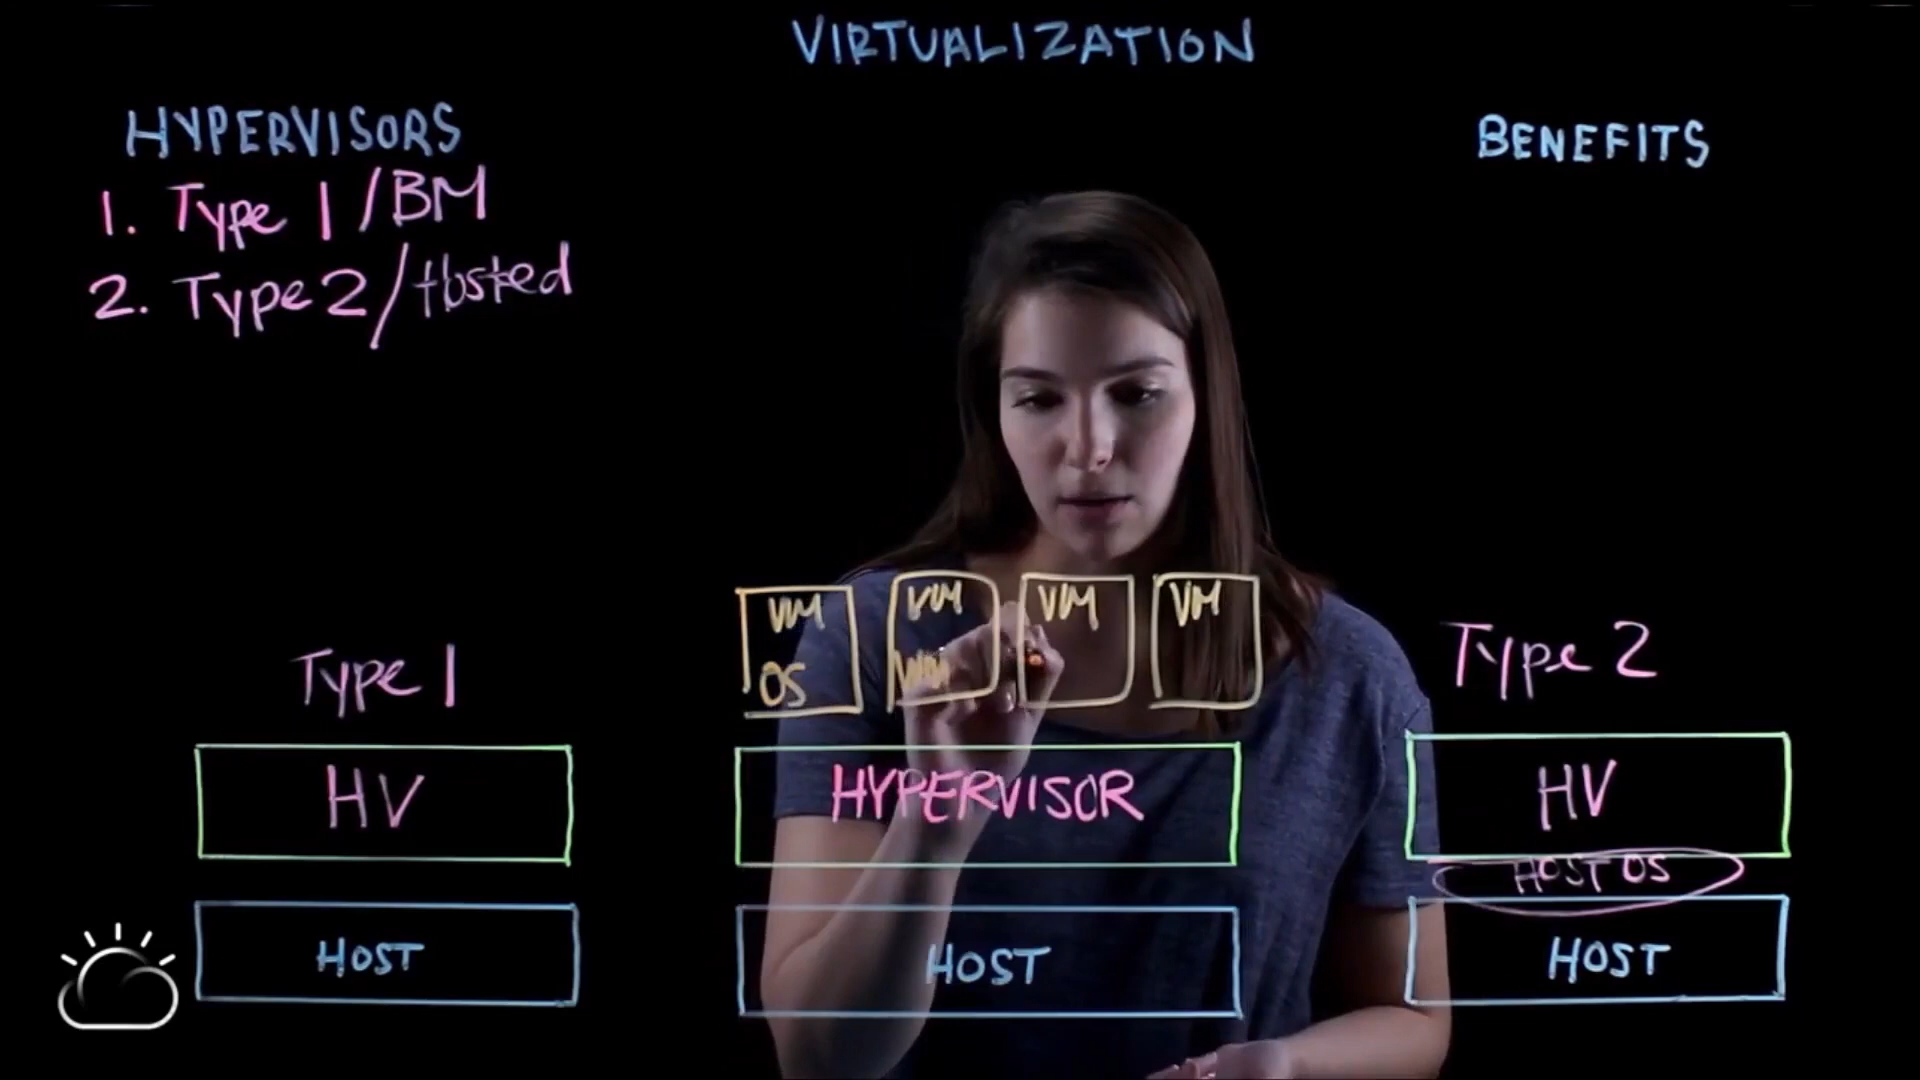 VIRTUALIZATION
HYPERVISORS
1. Type 1/BM
2. Type 2/Hosted
BENEFITS
VM
OS
VM
VM
VM
Type 1
HV
HOST
HYPERVISOR
HOST
Type 2
HV
HOST OS
HOST